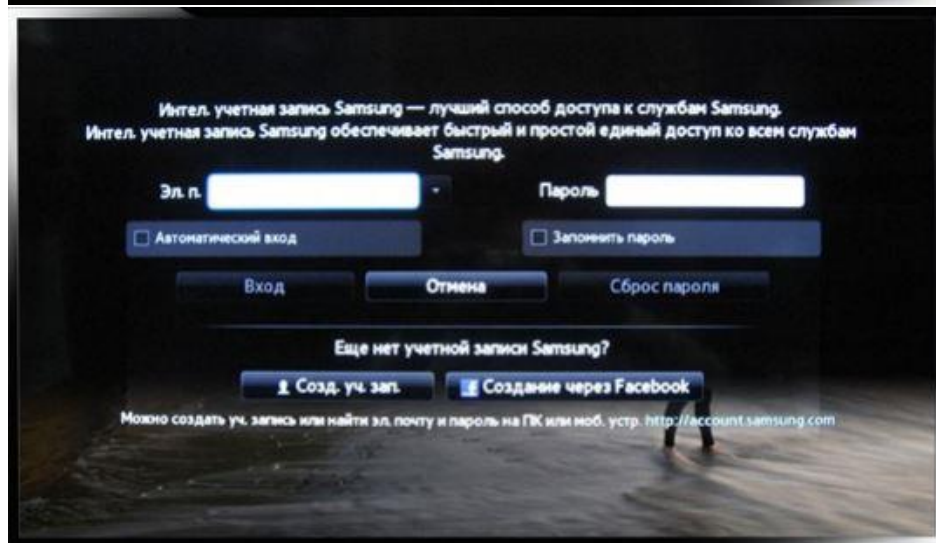 Интел. учетная запись Samsung — лучший способ доступа к службам Samsung.
Интел. учетная запись Samsung обеспечивает быстрый и простой единый доступ ко всем службам
Samsung.
Эл. п. Пароль
Автоматический вход Запомнить пароль
Вход Отмена Сброс пароля
Еще нет учетной записи Samsung?
Созд. уч. зап. Создание через Facebook
Можно создать уч. запись или найти эл. почту и пароль на ПК или моб. устр. http://account.samsung.com